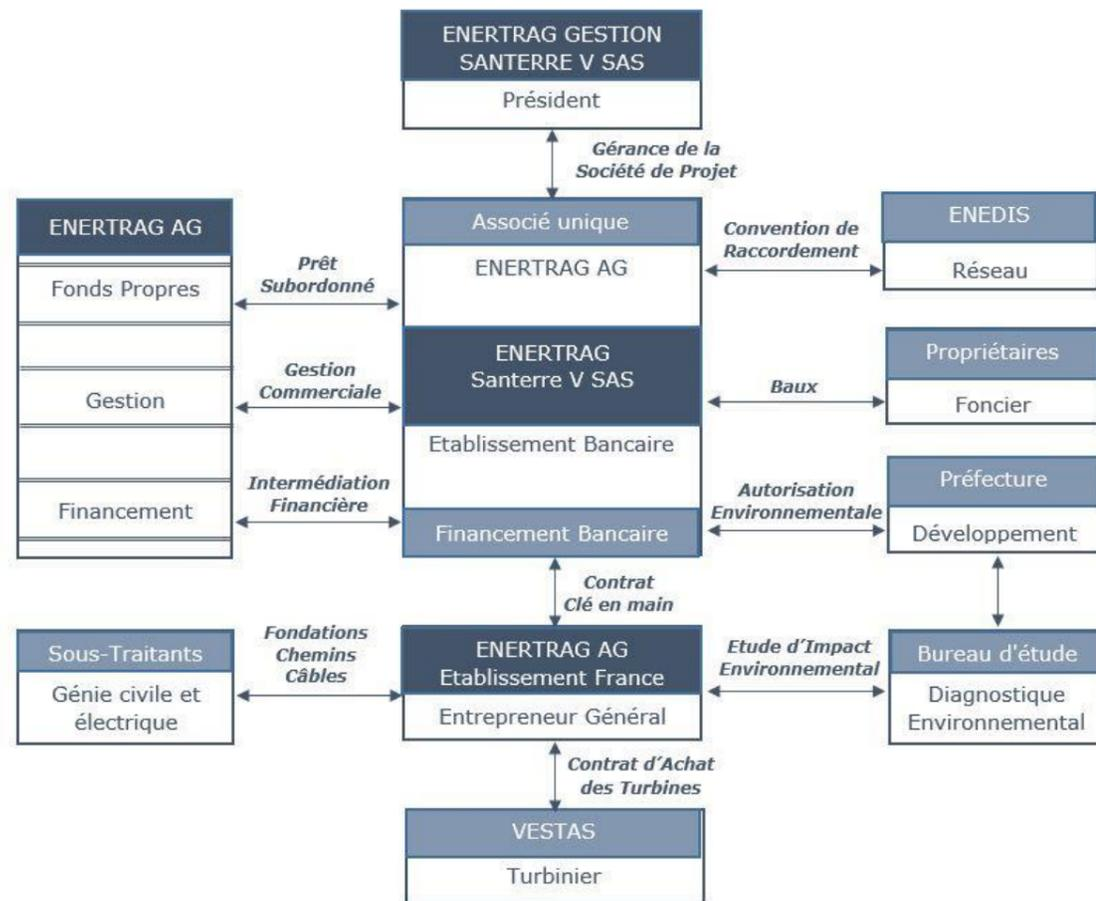 ENERTRAG GESTION
SANTERRE V SAS
Président
Gérance de la
Société de Projet
ENERTRAG AG
Fonds Propres
Gestion
Financement
Prêt
Subordonné
Gestion
Commerciale
Intermédiation
Financière
Associé unique
ENERTRAG AG
ENERTRAG
Santerre V SAS
Etablissement Bancaire
Financement Bancaire
Convention de
Raccordement
ENEDIS
Réseau
Baux
Propriétaires
Foncier
Autorisation
Environnementale
Préfecture
Développement
Contrat
Clé en main
Sous-Traitants
Génie civile et
électrique
Fondations
Chemins
Câbles
ENERTRAG AG
Etablissement France
Entrepreneur Général
Etude d'Impact
Environnemental
Bureau d'étude
Diagnostique
Environnemental
Contrat d'Achat
des Turbines
VESTAS
Turbinier